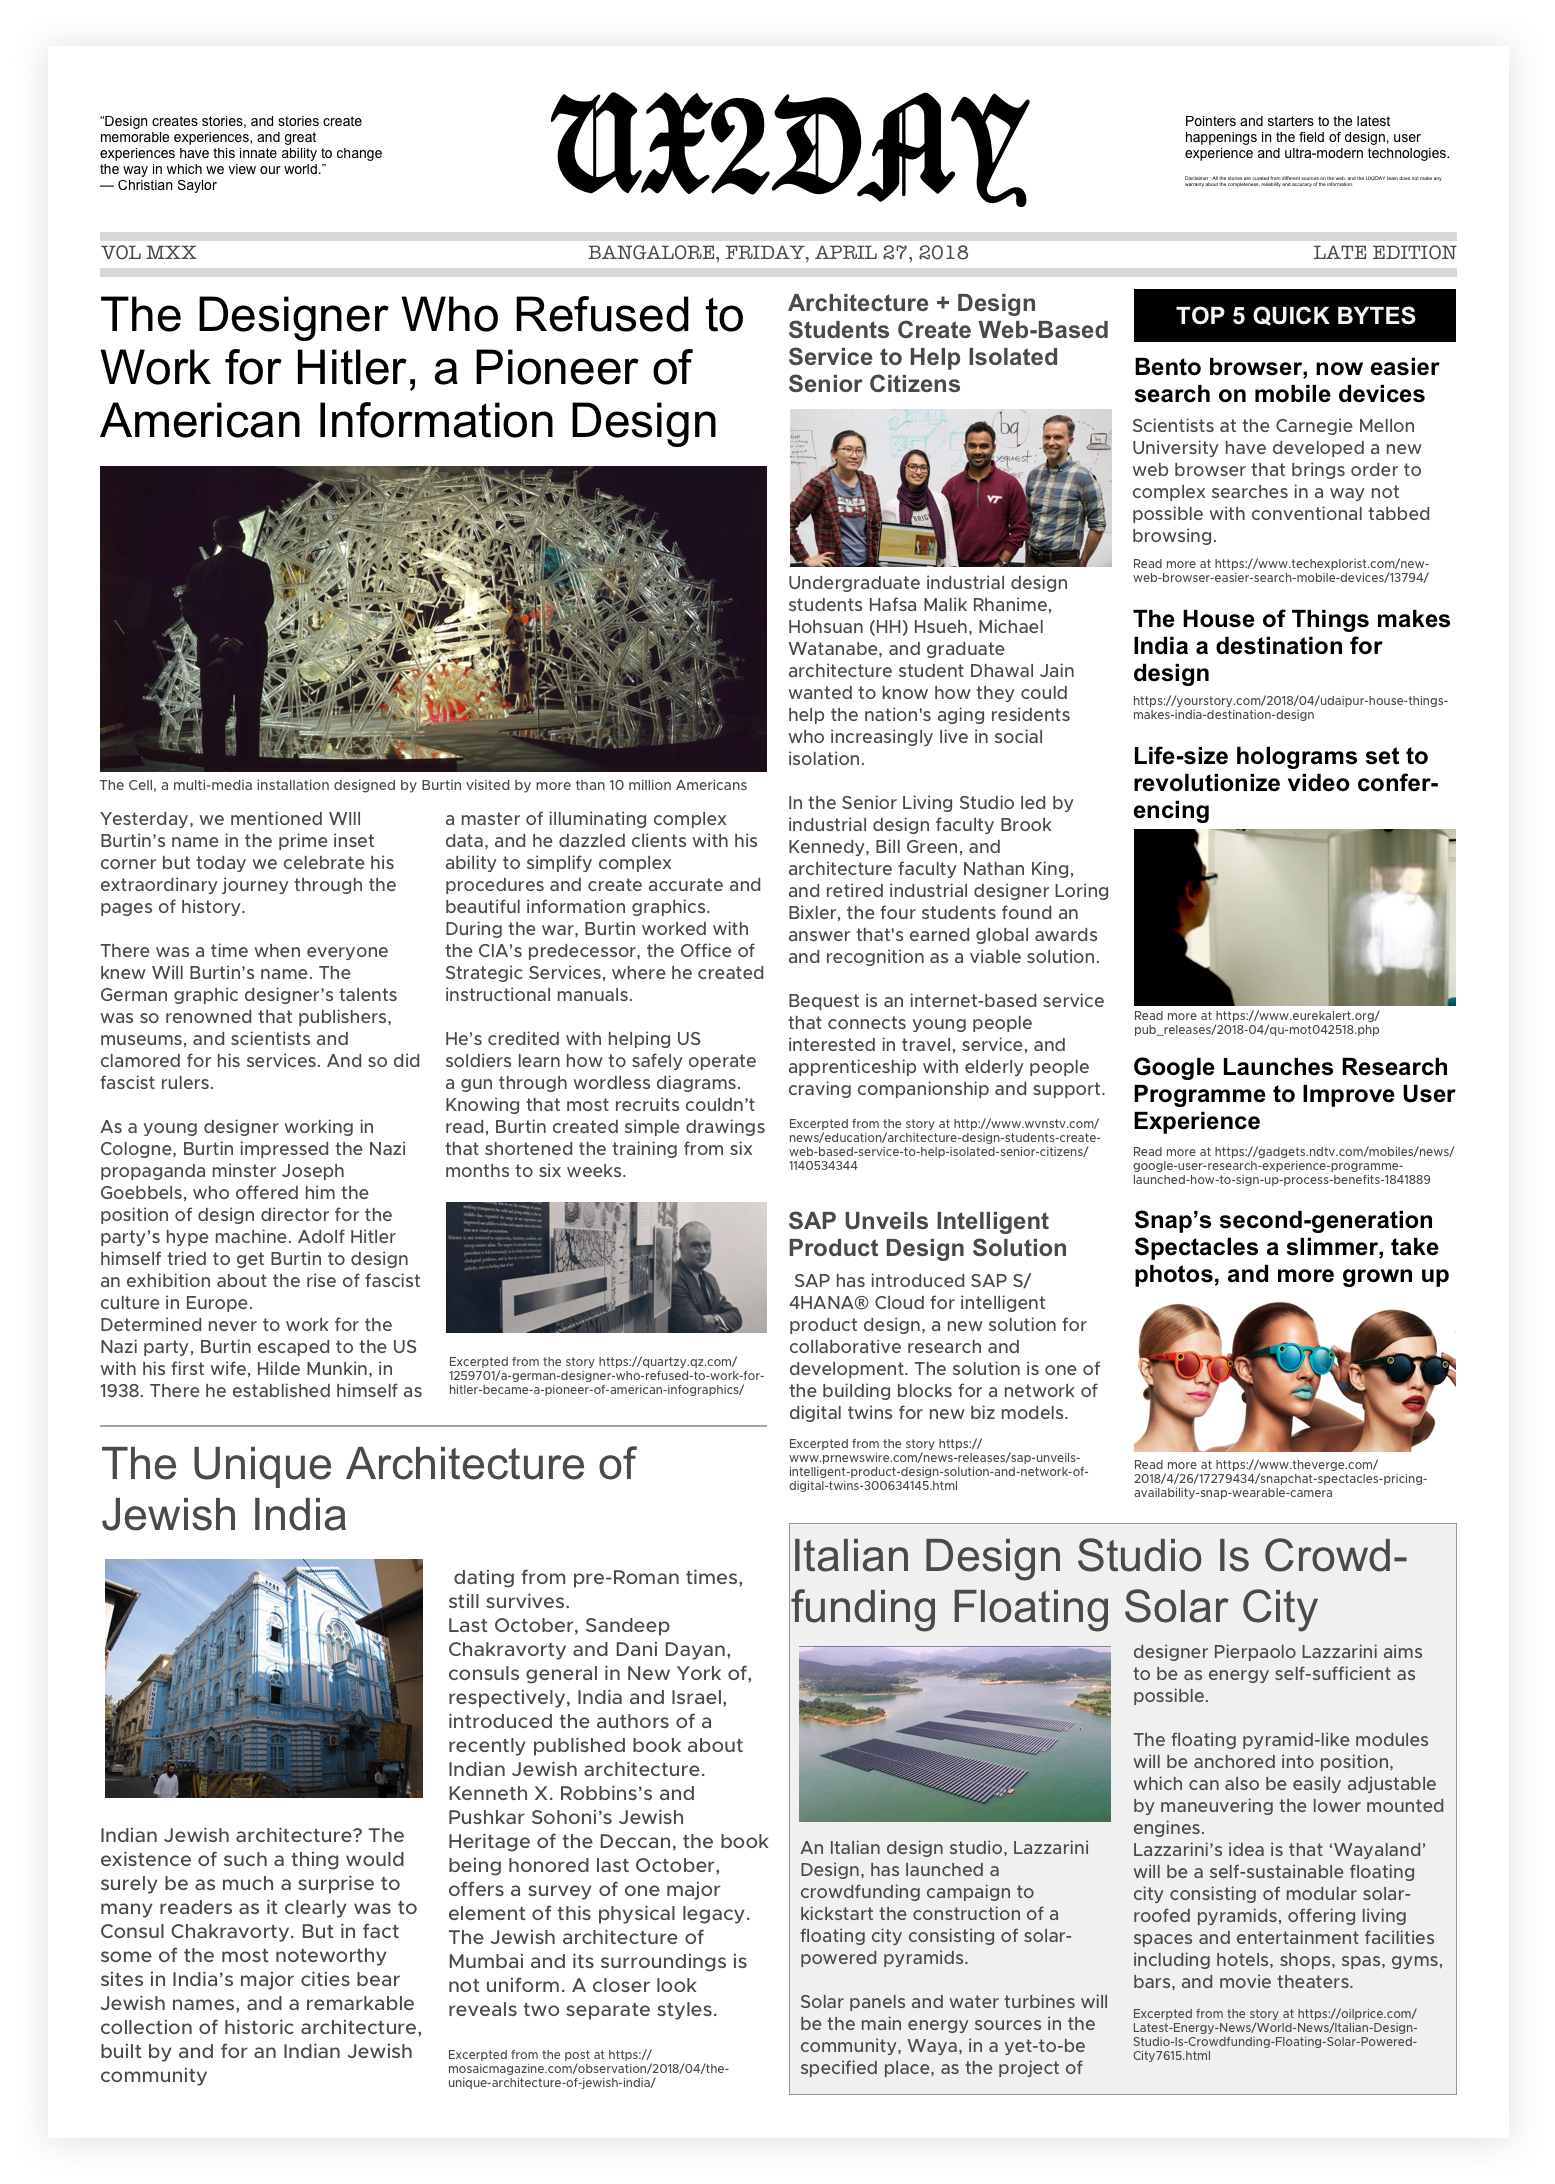 “Design creates stories, and stories create
memorable experiences, and great
experiences have this innate ability to change
the way in which we view our world.”
— Christian Saylor
UX2DAY
Pointers and starters to the latest
happenings in the field of design, user
experience and ultra-modern technologies.
Disclaimer : All the stories are curated from different sources on the web, and the UX2DAY team does not make any
warranty about the completeness, reliability and accuracy of the information.
VOL MXX
BANGALORE, FRIDAY, APRIL 27, 2018
LATE EDITION
The Designer Who Refused to
Work for Hitler, a Pioneer of
American Information Design
The Cell, a multi-media installation designed by Burtin visited by more than 10 million Americans
Yesterday, we mentioned WIll
Burtin’s name in the prime inset
corner but today we celebrate his
extraordinary journey through the
pages of history.
There was a time when everyone
knew Will Burtin’s name. The
German graphic designer’s talents
was so renowned that publishers,
museums, and scientists and
clamored for his services. And so did
fascist rulers.
As a young designer working in
Cologne, Burtin impressed the Nazi
propaganda minster Joseph
Goebbels, who offered him the
position of design director for the
party’s hype machine. Adolf Hitler
himself tried to get Burtin to design
an exhibition about the rise of fascist
culture in Europe.
Determined never to work for the
Nazi party, Burtin escaped to the US
with his first wife, Hilde Munkin, in
1938. There he established himself as
a master of illuminating complex
data, and he dazzled clients with his
ability to simplify complex
procedures and create accurate and
beautiful information graphics.
During the war, Burtin worked with
the CIA’s predecessor, the Office of
Strategic Services, where he created
instructional manuals.
He’s credited with helping US
soldiers learn how to safely operate
a gun through wordless diagrams.
Knowing that most recruits couldn’t
read, Burtin created simple drawings
that shortened the training from six
months to six weeks.
Excerpted from the story https://quartzy.qz.com/
1259701/a-german-designer-who-refused-to-work-for-
hitler-became-a-pioneer-of-american-infographics/
The Unique Architecture of
Jewish India
SYNAGOGUE
Indian Jewish architecture? The
existence of such a thing would
surely be as much a surprise to
many readers as it clearly was to
Consul Chakravorty. But in fact
some of the most noteworthy
sites in India’s major cities bear
Jewish names, and a remarkable
collection of historic architecture,
built by and for an Indian Jewish
community
dating from pre-Roman times,
still survives.
Last October, Sandeep
Chakravorty and Dani Dayan,
consuls general in New York of,
respectively, India and Israel,
introduced the authors of a
recently published book about
Indian Jewish architecture.
Kenneth X. Robbins’s and
Pushkar Sohoni’s Jewish
Heritage of the Deccan, the book
being honored last October,
offers a survey of one major
element of this physical legacy.
The Jewish architecture of
Mumbai and its surroundings is
not uniform. A closer look
reveals two separate styles.
Excerpted from the post at https://
mosaicmagazine.com/observation/2018/04/the-
unique-architecture-of-jewish-india/
Architecture + Design
Students Create Web-Based
Service to Help Isolated
Senior Citizens
bq
bequest:
VT
Undergraduate industrial design
students Hafsa Malik Rhanime,
Hohsuan (HH) Hsueh, Michael
Watanabe, and graduate
architecture student Dhawal Jain
wanted to know how they could
help the nation's aging residents
who increasingly live in social
isolation.
In the Senior Living Studio led by
industrial design faculty Brook
Kennedy, Bill Green, and
architecture faculty Nathan King,
and retired industrial designer Loring
Bixler, the four students found an
answer that's earned global awards
and recognition as a viable solution.
Bequest is an internet-based service
that connects young people
interested in travel, service, and
apprenticeship with elderly people
craving companionship and support.
Excerpted from the story at http://www.wvnstv.com/
news/education/architecture-design-students-create-
web-based-service-to-help-isolated-senior-citizens/
1140534344
SAP Unveils Intelligent
Product Design Solution
SAP has introduced SAP S/
4HANA® Cloud for intelligent
product design, a new solution for
collaborative research and
development. The solution is one of
the building blocks for a network of
digital twins for new biz models.
Excerpted from the story https://
www.prnewswire.com/news-releases/sap-unveils-
intelligent-product-design-solution-and-network-of-
digital-twins-300634145.html
TOP 5 QUICK BYTES
Bento browser, now easier
search on mobile devices
Scientists at the Carnegie Mellon
University have developed a new
web browser that brings order to
complex searches in a way not
possible with conventional tabbed
browsing.
Read more at https://www.techexplorist.com/new-
web-browser-easier-search-mobile-devices/13794/
The House of Things makes
India a destination for
design
https://yourstory.com/2018/04/udaipur-house-things-
makes-india-destination-design
Life-size holograms set to
revolutionize video confer-
encing
Read more at https://www.eurekalert.org/
pub_releases/2018-04/qu-mot042518.php
Google Launches Research
Programme to Improve User
Experience
Read more at https://gadgets.ndtv.com/mobiles/news/
google-user-research-experience-programme-
launched-how-to-sign-up-process-benefits-1841889
Snap’s second-generation
Spectacles a slimmer, take
photos, and more grown up
Read more at https://www.theverge.com/
2018/4/26/17279434/snapchat-spectacles-pricing-
availability-snap-wearable-camera
Italian Design Studio Is Crowd-
funding Floating Solar City
An Italian design studio, Lazzarini
Design, has launched a
crowdfunding campaign to
kickstart the construction of a
floating city consisting of solar-
powered pyramids.
Solar panels and water turbines will
be the main energy sources in the
community, Waya, in a yet-to-be
specified place, as the project of
designer Pierpaolo Lazzarini aims
to be as energy self-sufficient as
possible.
The floating pyramid-like modules
will be anchored into position,
which can also be easily adjustable
by maneuvering the lower mounted
engines.
Lazzarini’s idea is that ‘Wayaland’
will be a self-sustainable floating
city consisting of modular solar-
roofed pyramids, offering living
spaces and entertainment facilities
including hotels, shops, spas, gyms,
bars, and movie theaters.
Excerpted from the story at https://oilprice.com/
Latest-Energy-News/World-News/Italian-Design-
Studio-Is-Crowdfunding-Floating-Solar-Powered-
City7615.html